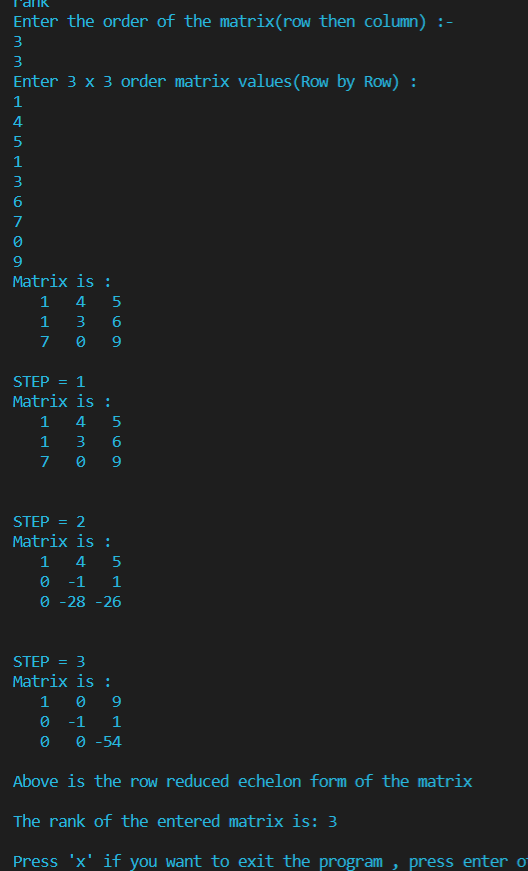 rank
Enter the order of the matrix(row then column) :-
3
3
Enter 3 x 3 order matrix values(Row by Row) :
1
4
5
1
3
6
7
0
9
Matrix is :
1 4 5
1 3 6
7 0 9
STEP = 1
Matrix is :
1 4 5
1 3 6
7 0 9
STEP = 2
Matrix is :
1 4 5
0 -1 1
0 -28 -26
STEP = 3
Matrix is :
1 0 9
0 -1 1
0 0 -54
Above is the row reduced echelon form of the matrix
The rank of the entered matrix is: 3
Press 'x' if you want to exit the program , press enter